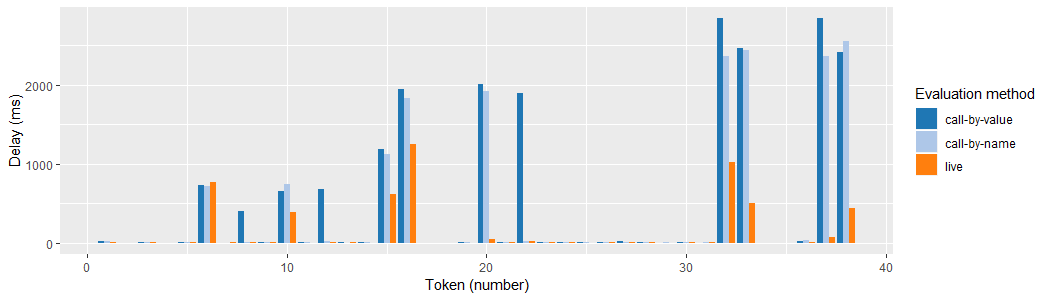 2000
1000
0
Delay (ms)
0
10
20
30
40
Token (number)
Evaluation method
call-by-value
call-by-name
live